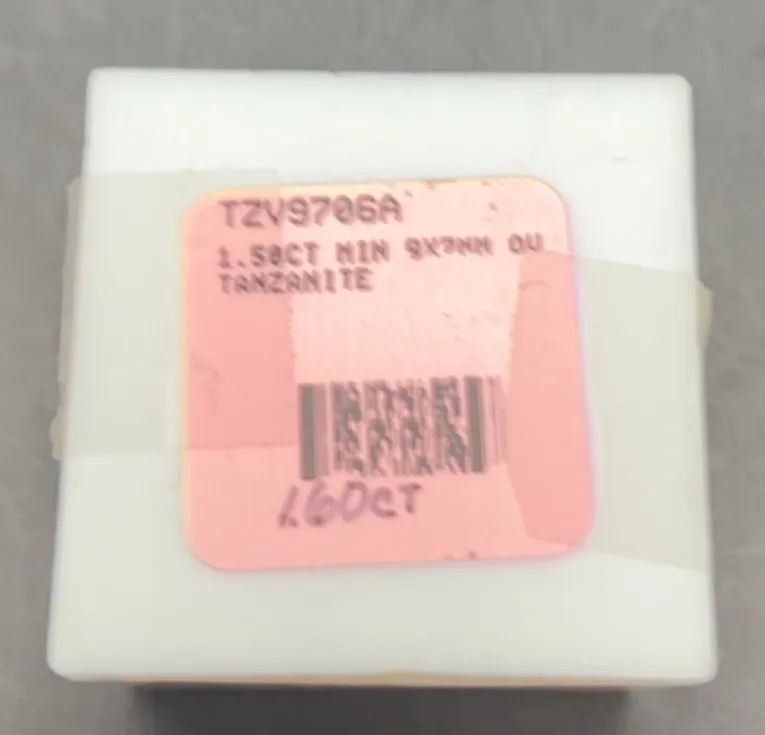 TZV9706A
1.50CT MIN 9X7MM OV
TANZANITE
1.60CT